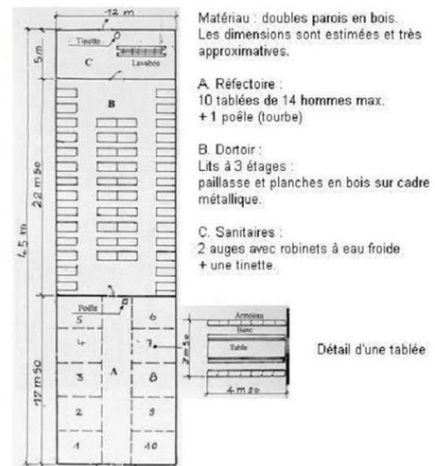 12 m
Tinette
C
Lavabos
5 m
B
22 m 50
45 m
Poêle
5
6
4
7
3
A
8
2
9
1
10
17 m 50
Matériau : doubles parois en bois.
Les dimensions sont estimées et très
approximatives.
A. Réfectoire :
10 tablées de 14 hommes max.
+ 1 poêle (tourbe)
B. Dortoir :
Lits à 3 étages :
paillasse et planches en bois sur cadre
métallique.
C. Sanitaires :
2 auges avec robinets à eau froide
+ une tinette.
Armoires
Banc
Table
4 m 50
Détail d'une tablée